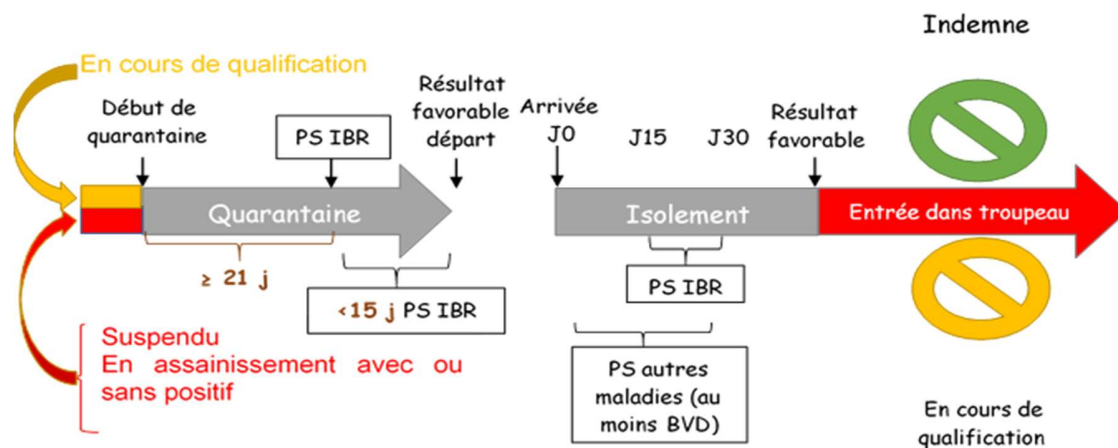 Indemne
En cours de qualification
Début de
quarantaine
PS IBR
Résultat
favorable
départ
Arrivée
J0
J15
J30
Résultat
favorable
Quarantaine
Isolement
Entrée dans troupeau
≥ 21 j
<15 j PS IBR
PS IBR
Suspendu
En assainissement avec ou
sans positif
PS autres
maladies (au
moins BVD)
En cours de
qualification